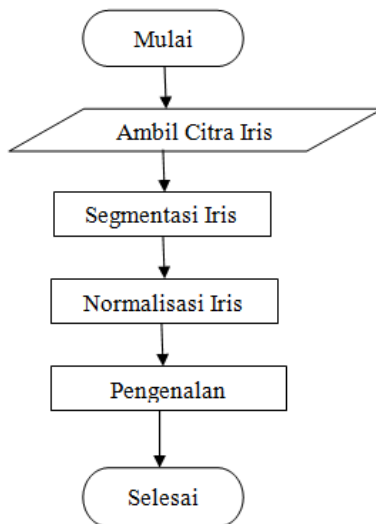 Mulai
Ambil Citra Iris
Segmentasi Iris
Normalisasi Iris
Pengenalan
Selesai